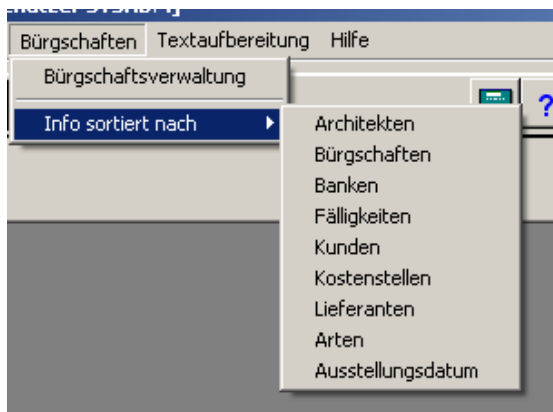 Bürgschaften Textaufbereitung Hilfe
Bürgschaftsverwaltung
Info sortiert nach
Architekten
Bürgschaften
Banken
Fälligkeiten
Kunden
Kostenstellen
Lieferanten
Arten
Ausstellungsdatum
?